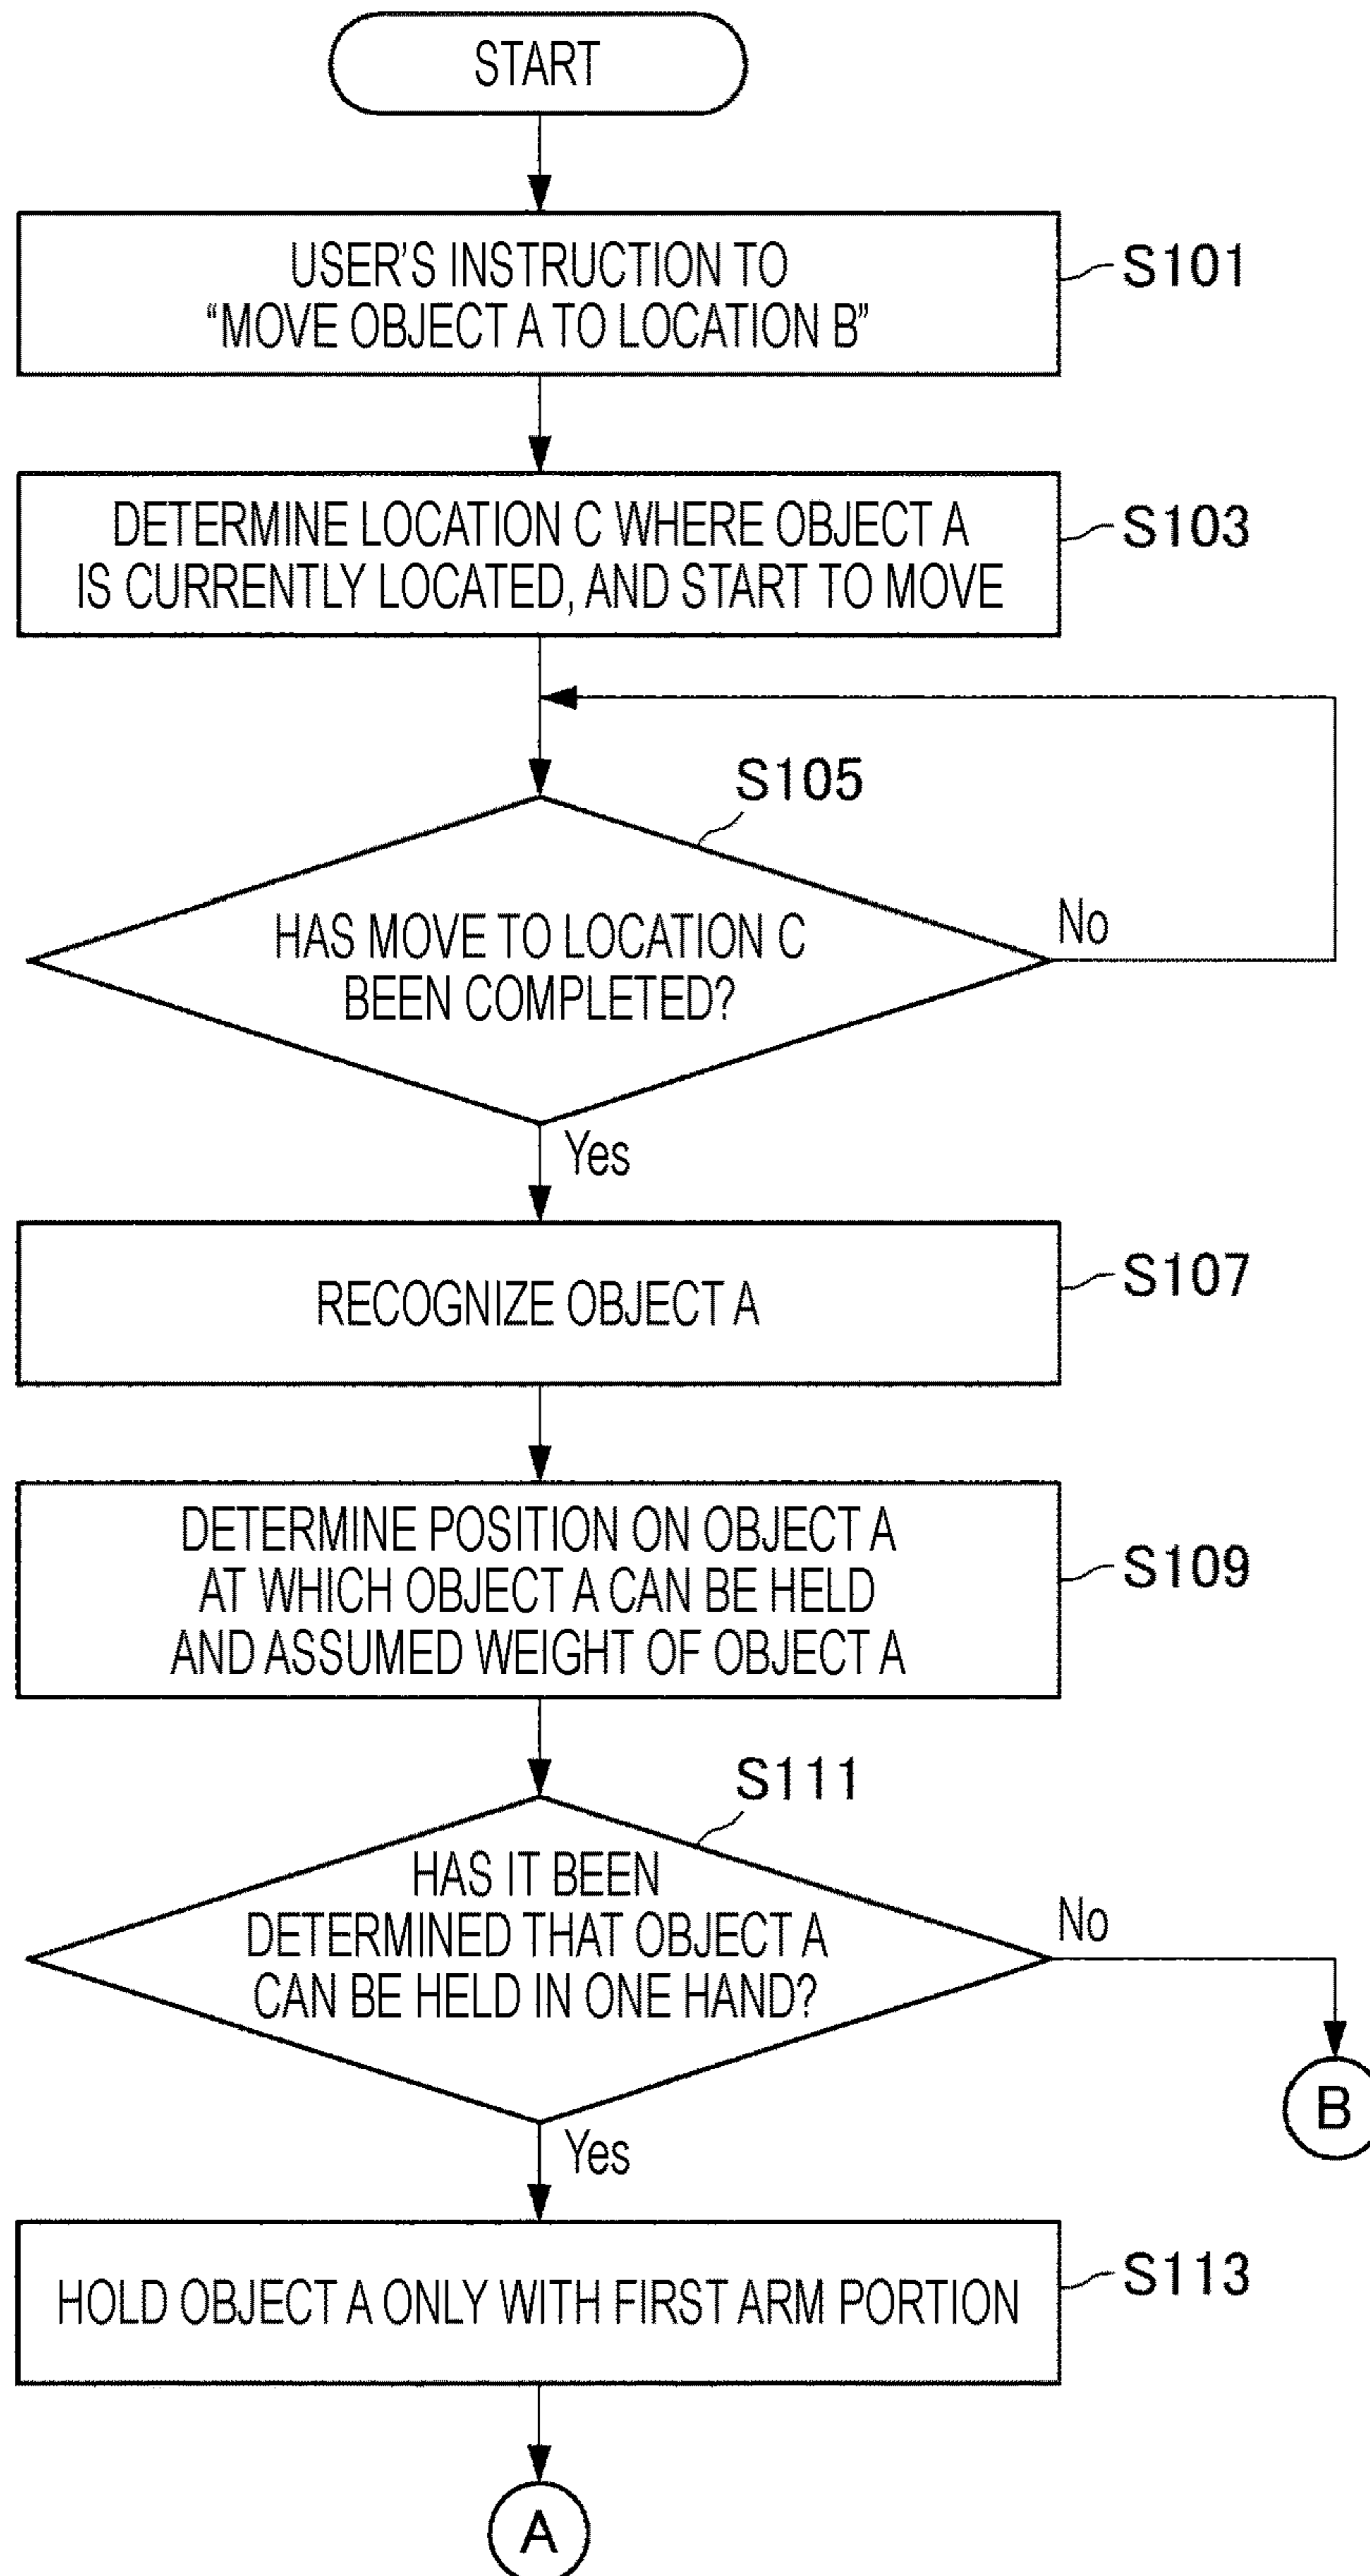 START
USER'S INSTRUCTION TO
“MOVE OBJECT A TO LOCATION B”
S101
DETERMINE LOCATION C WHERE OBJECT A
IS CURRENTLY LOCATED, AND START TO MOVE
S103
S105
HAS MOVE TO LOCATION C
BEEN COMPLETED?
No
Yes
RECOGNIZE OBJECT A
S107
DETERMINE POSITION ON OBJECT A
AT WHICH OBJECT A CAN BE HELD
AND ASSUMED WEIGHT OF OBJECT A
S109
S111
HAS IT BEEN
DETERMINED THAT OBJECT A
CAN BE HELD IN ONE HAND?
No
B
Yes
HOLD OBJECT A ONLY WITH FIRST ARM PORTION
S113
A